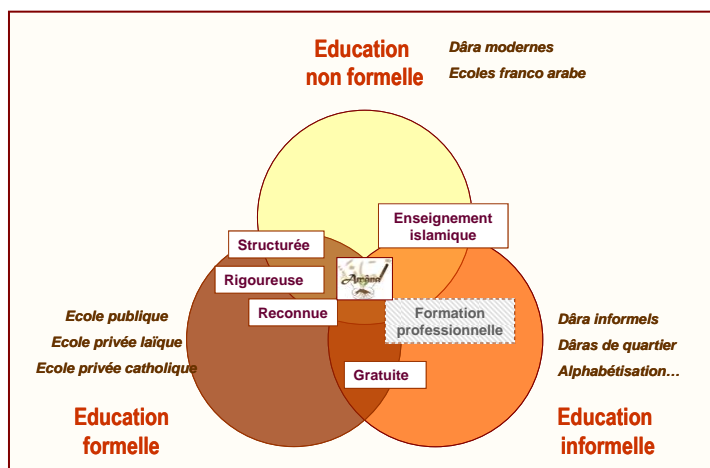 Education
non formelle
Dâra modernes
Ecoles franco arabe
Enseignement
islamique
Structurée
Rigoureuse
Reconnue
Formation
professionnelle
Gratuite
Ecole publique
Ecole privée laïque
Ecole privée catholique
Dâra informels
Dâras de quartier
Alphabétisation…
Education
formelle
Education
informelle